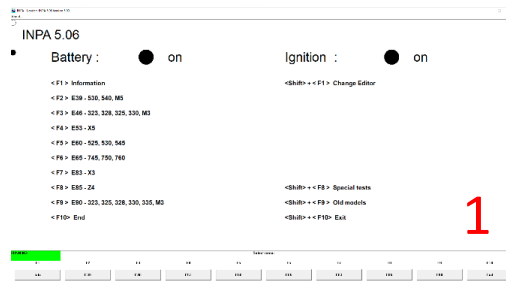 INPA 5.06
Battery : on Ignition : on
< F1 > Information <Shift> + < F1 > Change Editor
< F2 > E39 - 530, 540, M5
< F3 > E46 - 323, 328, 325, 330, M3
< F4 > E53 - X5
< F5 > E60 - 525, 530, 545
< F6 > E65 - 745, 750, 760
< F7 > E83 - X3
< F8 > E85 - Z4 <Shift> + < F8 > Special tests
< F9 > E90 - 323, 325, 328, 330, 335, M3 <Shift> + < F9 > Old models
< F10> End <Shift> + < F10> Exit
1